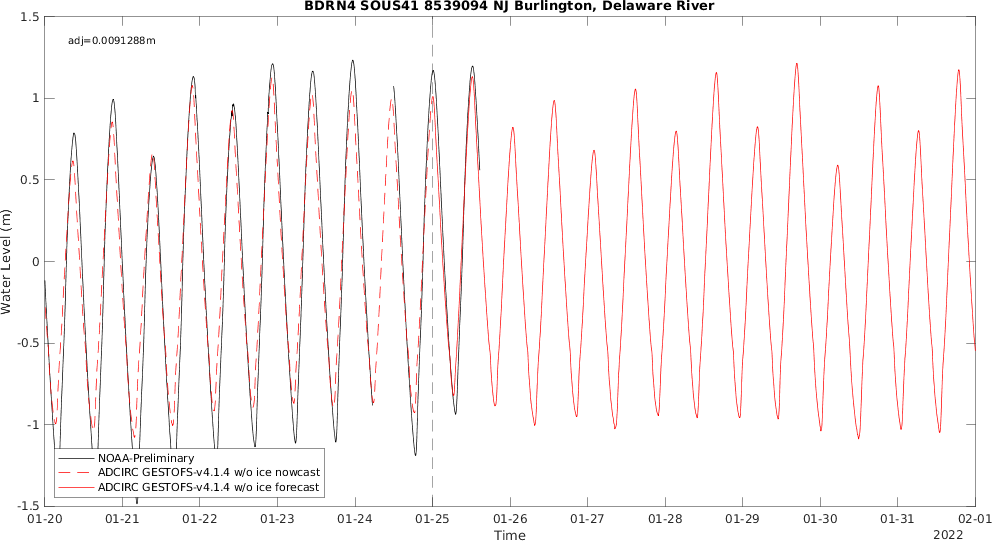 BDRN4 SOUS41 8539094 NJ Burlington, Delaware River
adj=0.0091288m
1.5
1
0.5
0
-0.5
-1
-1.5
Water Level (m)
NOAA-Preliminary
ADCIRC GESTOFS-v4.1.4 w/o ice nowcast
ADCIRC GESTOFS-v4.1.4 w/o ice forecast
01-20 01-21 01-22 01-23 01-24 01-25 01-26 01-27 01-28 01-29 01-30 01-31 02-01
Time
2022